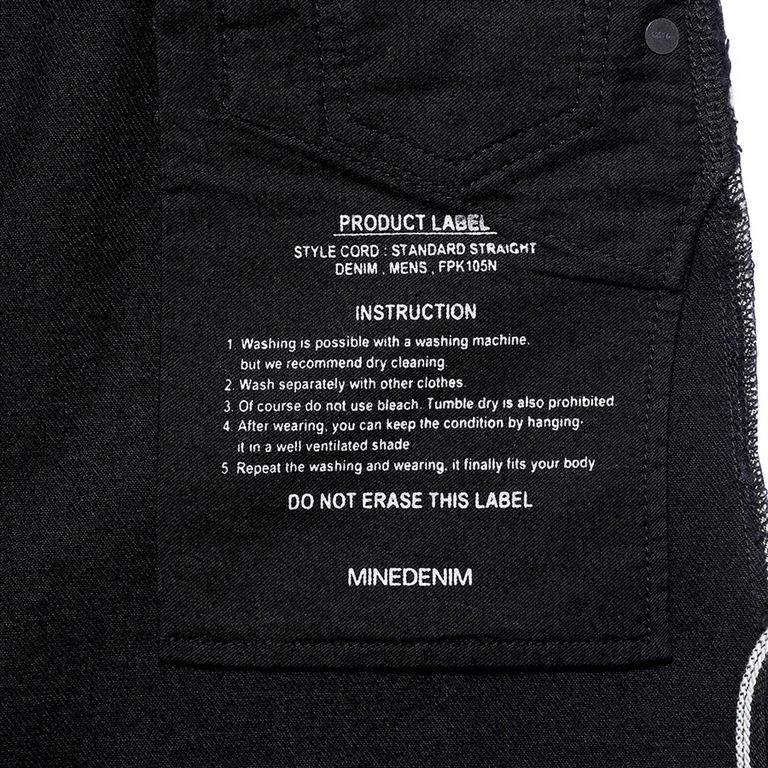 PRODUCT LABEL
STYLE CORD : STANDARD STRAIGHT
DENIM , MENS , FPK105N
INSTRUCTION
1 Washing is possible with a washing machine.
but we recommend dry cleaning.
2. Wash separately with other clothes.
3. Of course do not use bleach. Tumble dry is also prohibited
4. After wearing, you can keep the condition by hanging·
it in a well ventilated shade
5 Repeat the washing and wearing, it finally fits your body
DO NOT ERASE THIS LABEL
MINEDENIM